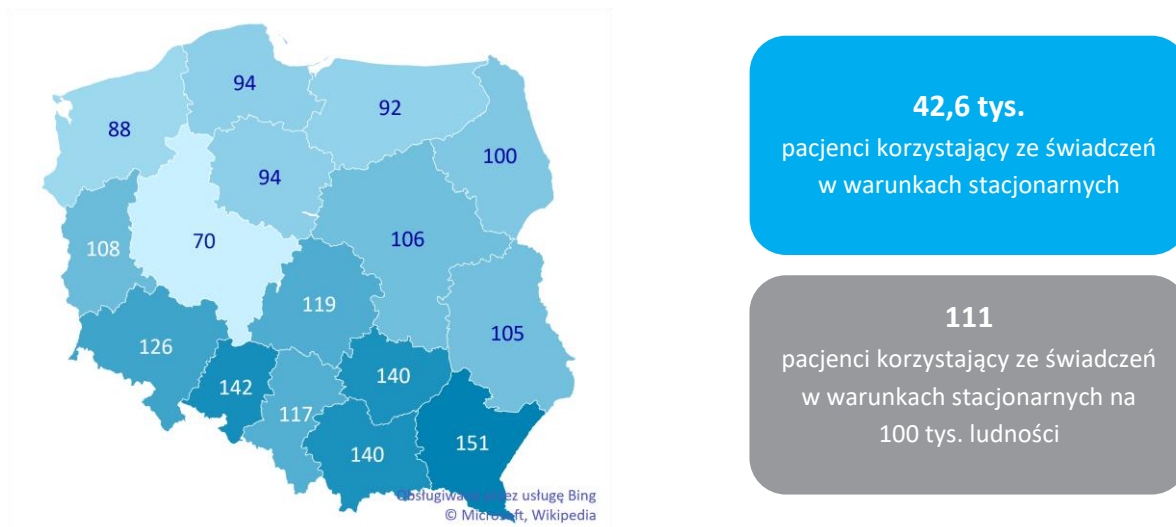 94
92
88
100
94
70
106
108
119
105
126
140
142
117
151
140
Obsługiwane przez usługę Bing
© Microsoft, Wikipedia
42,6 tys.
pacjenci korzystający ze świadczeń
w warunkach stacjonarnych
111
pacjenci korzystający ze świadczeń
w warunkach stacjonarnych na
100 tys. ludności